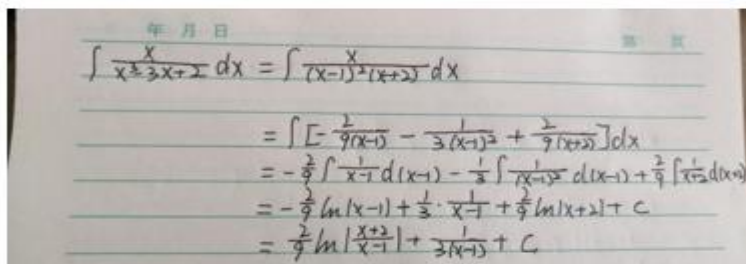 年 月 日
第 页
∫ x/(x³-3x+2) dx = ∫ x/((x-1)²(x+2)) dx
= ∫ [-2/(9(x-1)) - 1/(3(x-1)²) + 2/(9(x+2))] dx
= -2/9 ∫ 1/(x-1) d(x-1) - 1/3 ∫ 1/(x-1)² d(x-1) + 2/9 ∫ 1/(x+2) d(x+2)
= -2/9 ln|x-1| + 1/3 · 1/(x-1) + 2/9 ln|x+2| + C
= 2/9 ln|(x+2)/(x-1)| + 1/(3(x-1)) + C